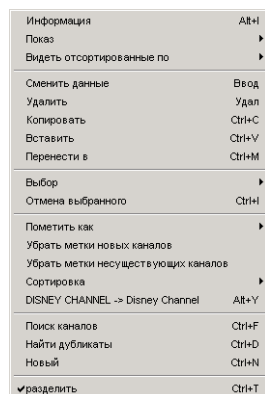 Информация Alt+I
Показ
Видеть отсортированные по
Сменить данные Ввод
Удалить Удал
Копировать Ctrl+C
Вставить Ctrl+V
Перенести в Ctrl+M
Выбор
Отмена выбранного Ctrl+I
Пометить как
Убрать метки новых каналов
Убрать метки несуществующих каналов
Сортировка
DISNEY CHANNEL -> Disney Channel Alt+Y
Поиск каналов Ctrl+F
Найти дубликаты Ctrl+D
Новый Ctrl+N
разделить Ctrl+T